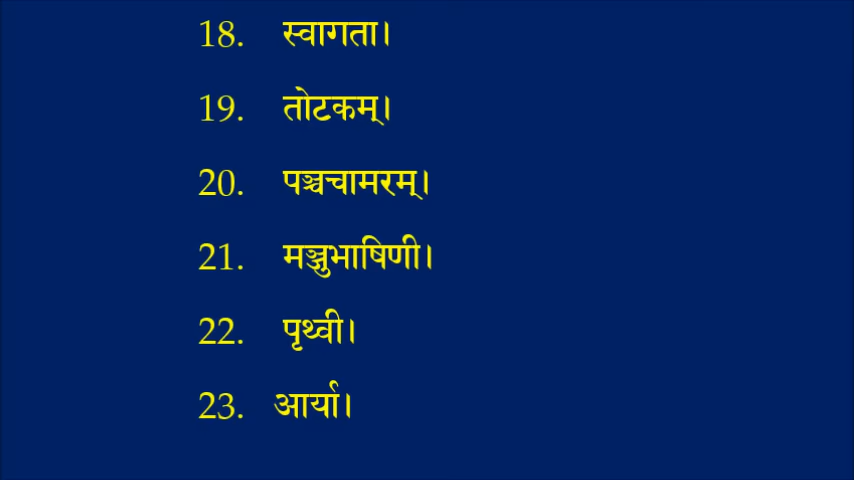 18. स्वागता।
19. तोटकम्।
20. पञ्चचामरम्।
21. मञ्जुभाषिणी।
22. पृथ्वी।
23. आर्या।